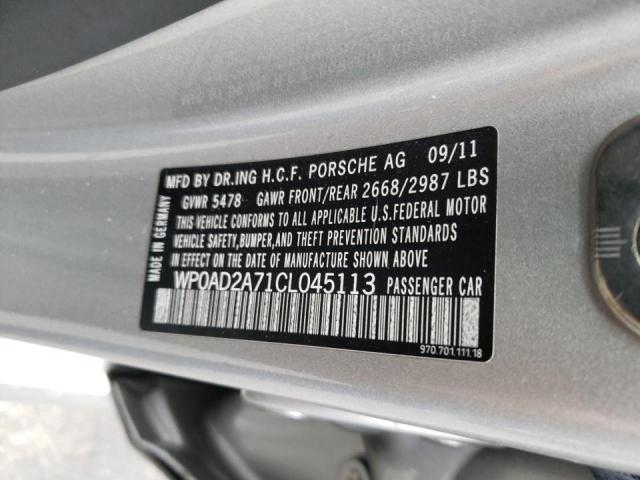 MFD BY DR.ING H.C.F. PORSCHE AG 09/11
GVWR 5478 GAWR FRONT/REAR 2668/2987 LBS
THIS VEHICLE CONFORMS TO ALL APPLICABLE U.S.FEDERAL MOTOR
VEHICLE SAFETY,BUMPER,AND THEFT PREVENTION STANDARDS
IN EFFECT ON THE DATE OF MANUFACTURE SHOWN ABOVE
WP0AD2A71CL045113 PASSENGER CAR
970.701.111.18
MADE IN GERMANY